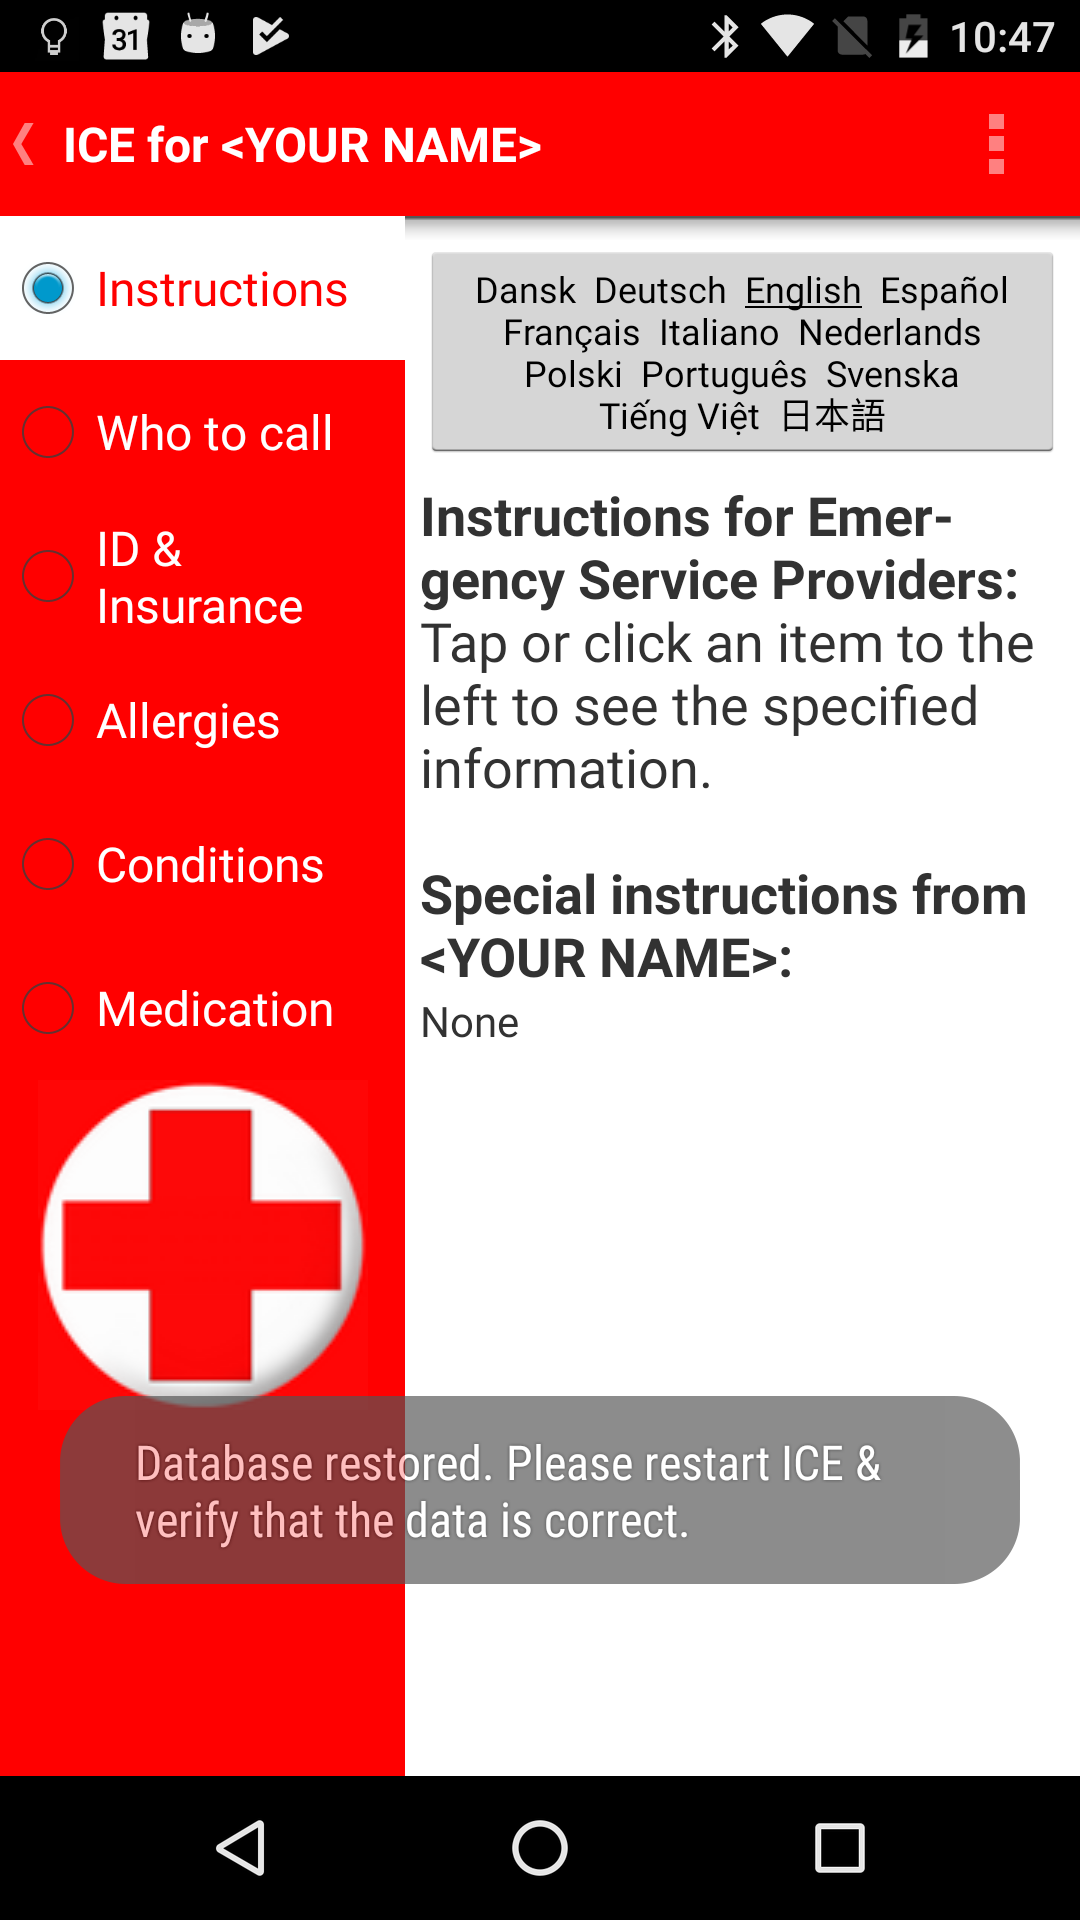 31
10:47
ICE for <YOUR NAME>
Instructions
Who to call
ID &
Insurance
Allergies
Conditions
Medication
Dansk Deutsch English Español
Français Italiano Nederlands
Polski Português Svenska
Tiếng Việt 日本語
Instructions for Emer-
gency Service Providers:
Tap or click an item to the
left to see the specified
information.
Special instructions from
<YOUR NAME>:
None
Database restored. Please restart ICE &
verify that the data is correct.